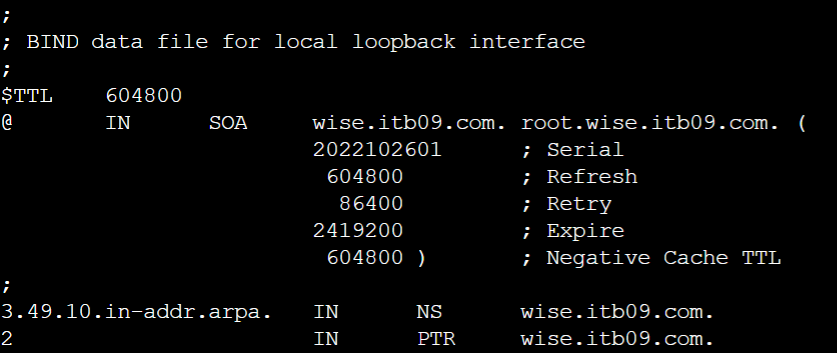 ;
; BIND data file for local loopback interface
;
$TTL    604800
@       IN      SOA     wise.itb09.com. root.wise.itb09.com. (
                        2022102601      ; Serial
                         604800         ; Refresh
                          86400         ; Retry
                        2419200         ; Expire
                         604800 )       ; Negative Cache TTL
;
3.49.10.in-addr.arpa.   IN      NS      wise.itb09.com.
2                       IN      PTR     wise.itb09.com.